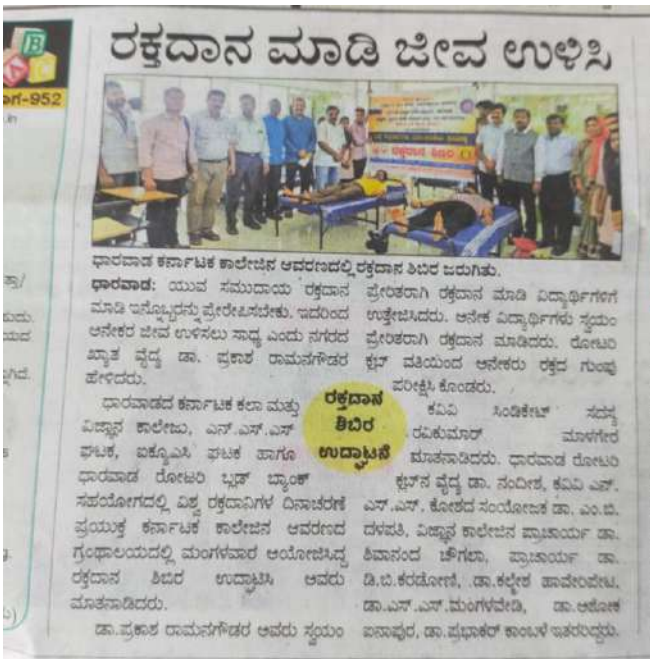 ರಕ್ತದಾನ ಮಾಡಿ ಜೀವ ಉಳಿಸಿ
ಾಗ-952
.in
ರಕ್ತದಾನ ಶಿಬಿರ
ಧಾರವಾಡ ಕರ್ನಾಟಕ ಕಾಲೇಜಿನ ಆವರಣದಲ್ಲಿ ರಕ್ತದಾನ ಶಿಬಿರ ಜರುಗಿತು.
ಧಾರವಾಡ: ಯುವ ಸಮುದಾಯ ರಕ್ತದಾನ
ಮಾಡಿ ಇನ್ನೊಬ್ಬರನ್ನು ಪ್ರೇರೇಪಿಸಬೇಕು. ಇದರಿಂದ
ಅನೇಕರ ಜೀವ ಉಳಿಸಲು ಸಾಧ್ಯ ಎಂದು ನಗರದ
ಖ್ಯಾತ ವೈದ್ಯ ಡಾ. ಪ್ರಕಾಶ ರಾಮನಗೌಡರ
ಹೇಳಿದರು.
ಧಾರವಾಡದ ಕರ್ನಾಟಕ ಕಲಾ ಮತ್ತು
ವಿಜ್ಞಾನ ಕಾಲೇಜು, ಎನ್.ಎಸ್.ಎಸ್
ಘಟಕ, ಐಕ್ಯೂಎಸಿ ಘಟಕ ಹಾಗೂ
ಧಾರವಾಡ ರೋಟರಿ ಬ್ಲಡ್ ಬ್ಯಾಂಕ್
ಸಹಯೋಗದಲ್ಲಿ ವಿಶ್ವ ರಕ್ತದಾನಿಗಳ ದಿನಾಚರಣೆ
ಪ್ರಯುಕ್ತ ಕರ್ನಾಟಕ ಕಾಲೇಜಿನ ಆವರಣದ
ಗ್ರಂಥಾಲಯದಲ್ಲಿ ಮಂಗಳವಾರ ಆಯೋಜಿಸಿದ್ದ
ರಕ್ತದಾನ ಶಿಬಿರ ಉದ್ಘಾಟಿಸಿ ಅವರು
ಮಾತನಾಡಿದರು.
ಡಾ.ಪ್ರಕಾಶ ರಾಮನಗೌಡರ ಅವರು ಸ್ವಯಂ
ರಕ್ತದಾನ
ಶಿಬಿರ
ಉದ್ಘಾಟನೆ
ಪ್ರೇರಿತರಾಗಿ ರಕ್ತದಾನ ಮಾಡಿ ವಿದ್ಯಾರ್ಥಿಗಳಿಗೆ
ಉತ್ತೇಜಿಸಿದರು. ಅನೇಕ ವಿದ್ಯಾರ್ಥಿಗಳು ಸ್ವಯಂ
ಪ್ರೇರಿತರಾಗಿ ರಕ್ತದಾನ ಮಾಡಿದರು. ರೋಟರಿ
ಕ್ಲಬ್ ವತಿಯಿಂದ ಅನೇಕರು ರಕ್ತದ ಗುಂಪು
ಪರೀಕ್ಷಿಸಿ ಕೊಂಡರು.
ಕವಿವಿ ಸಿಂಡಿಕೇಟ್ ಸದಸ್ಯ
ರವಿಕುಮಾರ್ ಮಾಳಗೇರ
ಮಾತನಾಡಿದರು. ಧಾರವಾಡ ರೋಟರಿ
ಕ್ಲಬ್‌ನ ವೈದ್ಯ ಡಾ. ನಂದೀಶ, ಕವಿವಿ ಎನ್.
ಎಸ್.ಎಸ್, ಕೋಶದ ಸಂಯೋಜಕ ಡಾ. ಎಂ.ಬಿ.
ದಳಪತಿ, ವಿಜ್ಞಾನ ಕಾಲೇಜಿನ ಪ್ರಾಚಾರ್ಯ ಡಾ.
ಶಿವಾನಂದ ಚೌಗಲಾ, ಪ್ರಾಚಾರ್ಯ ಡಾ.
ಡಿ.ಬಿ.ಕರಡೋಣಿ, ಡಾ.ಕಲ್ಮೇಶ ಹಾವೇರಿಪೇಟ,
ಡಾ.ಎಸ್.ಎಸ್.ಮಂಗಳವೇಡಿ, ಡಾ.ಅಶೋಕ
ಐನಾಪುರ, ಡಾ.ಪ್ರಭಾಕರ್ ಕಾಂಬಳೆ ಇತರರಿದ್ದರು.